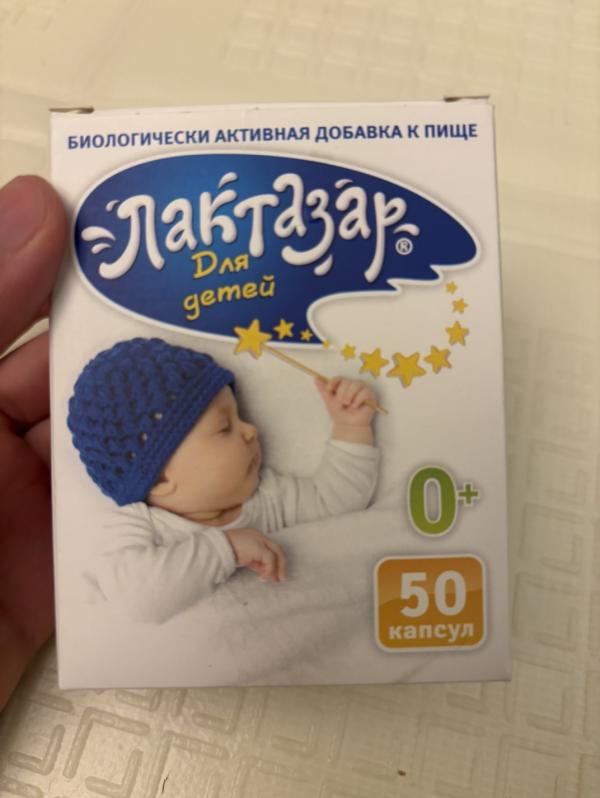 БИОЛОГИЧЕСКИ АКТИВНАЯ ДОБАВКА К ПИЩЕ
Лактазар®
Для
детей
0+
50
капсул